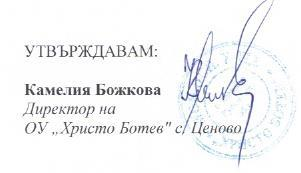 УТВЪРЖДАВАМ:
Камелия Божкова
Директор на
ОУ „Христо Ботев" с. Ценово